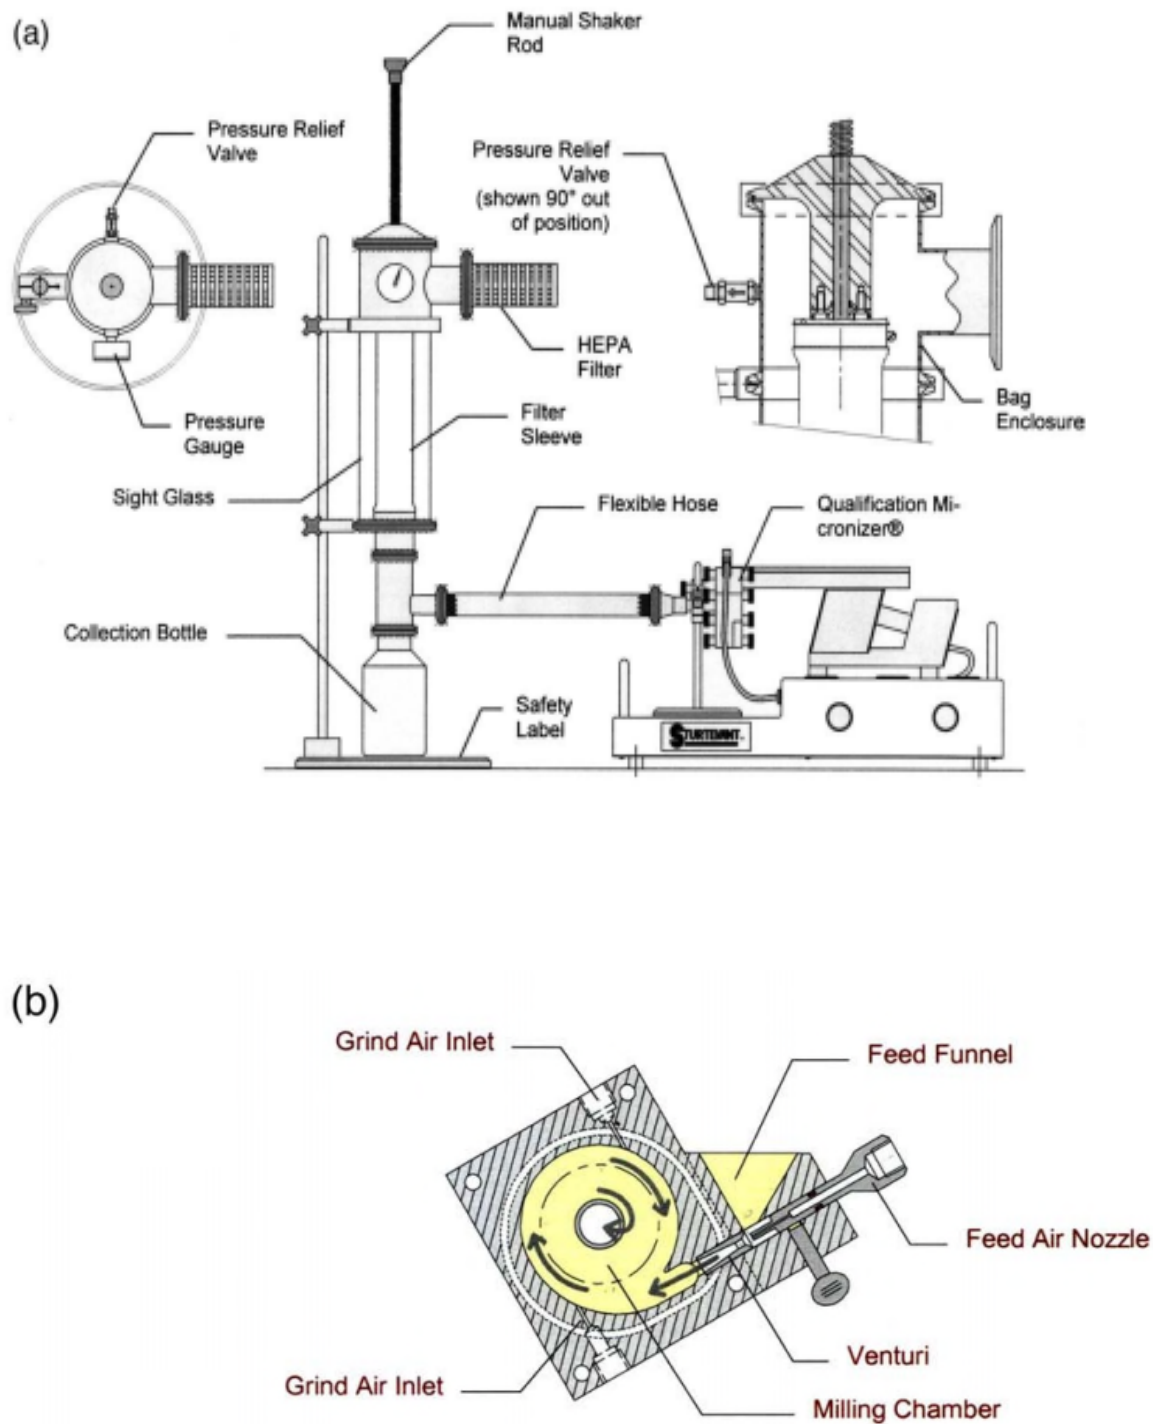 (a)
Manual Shaker
Rod
Pressure Relief
Valve
Pressure Relief
Valve
(shown 90° out
of position)
HEPA
Filter
Bag
Enclosure
Pressure
Gauge
Filter
Sleeve
Sight Glass
Flexible Hose
Qualification Mi-
cronizer®
Collection Bottle
Safety
Label
STURTEVANT
(b)
Grind Air Inlet
Feed Funnel
Feed Air Nozzle
Venturi
Grind Air Inlet
Milling Chamber